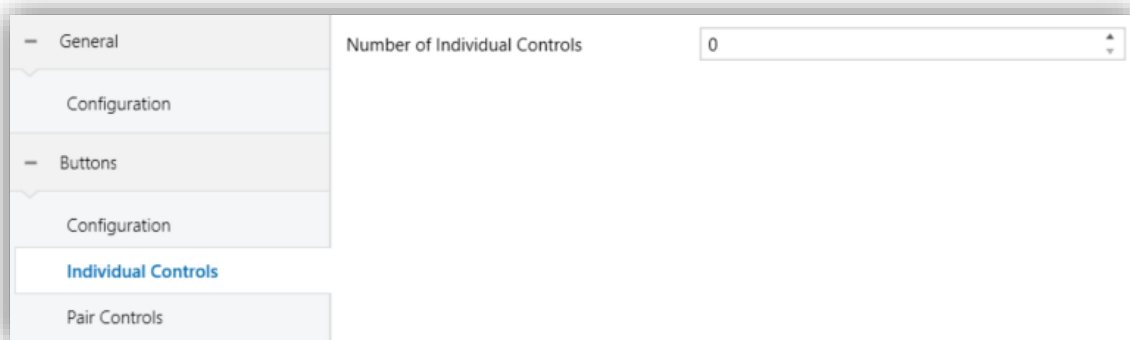 General
Configuration
Buttons
Configuration
Individual Controls
Pair Controls
Number of Individual Controls 0